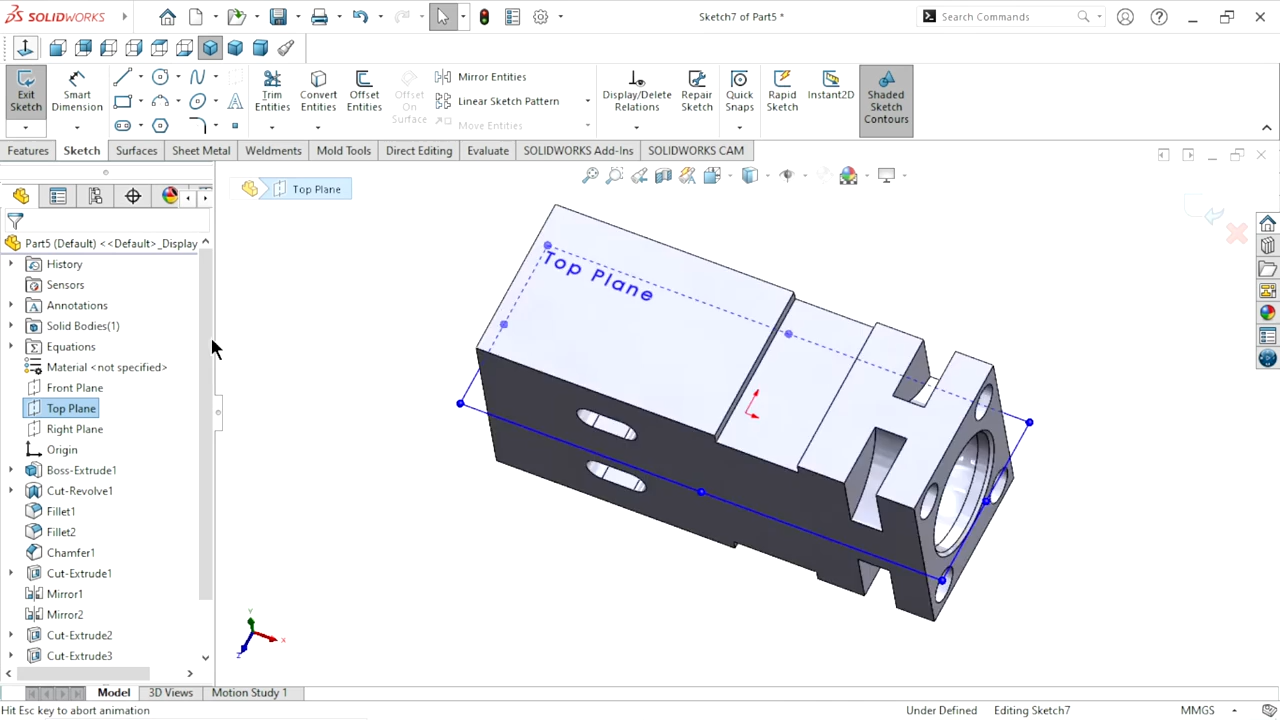 SOLIDWORKS
Sketch7 of Part5 *
Search Commands
Exit Sketch
Smart Dimension
Trim Entities
Convert Entities
Offset Entities
Offset On Surface
Mirror Entities
Linear Sketch Pattern
Move Entities
Display/Delete Relations
Repair Sketch
Quick Snaps
Rapid Sketch
Instant2D
Shaded Sketch Contours
Features
Sketch
Surfaces
Sheet Metal
Weldments
Mold Tools
Direct Editing
Evaluate
SOLIDWORKS Add-Ins
SOLIDWORKS CAM
Top Plane
Part5 (Default) <<Default>_Display
History
Sensors
Annotations
Solid Bodies(1)
Equations
Material <not specified>
Front Plane
Top Plane
Right Plane
Origin
Boss-Extrude1
Cut-Revolve1
Fillet1
Fillet2
Chamfer1
Cut-Extrude1
Mirror1
Mirror2
Cut-Extrude2
Cut-Extrude3
Top Plane
Y
X
Z
Model
3D Views
Motion Study 1
Hit Esc key to abort animation
Under Defined
Editing Sketch7
MMGS